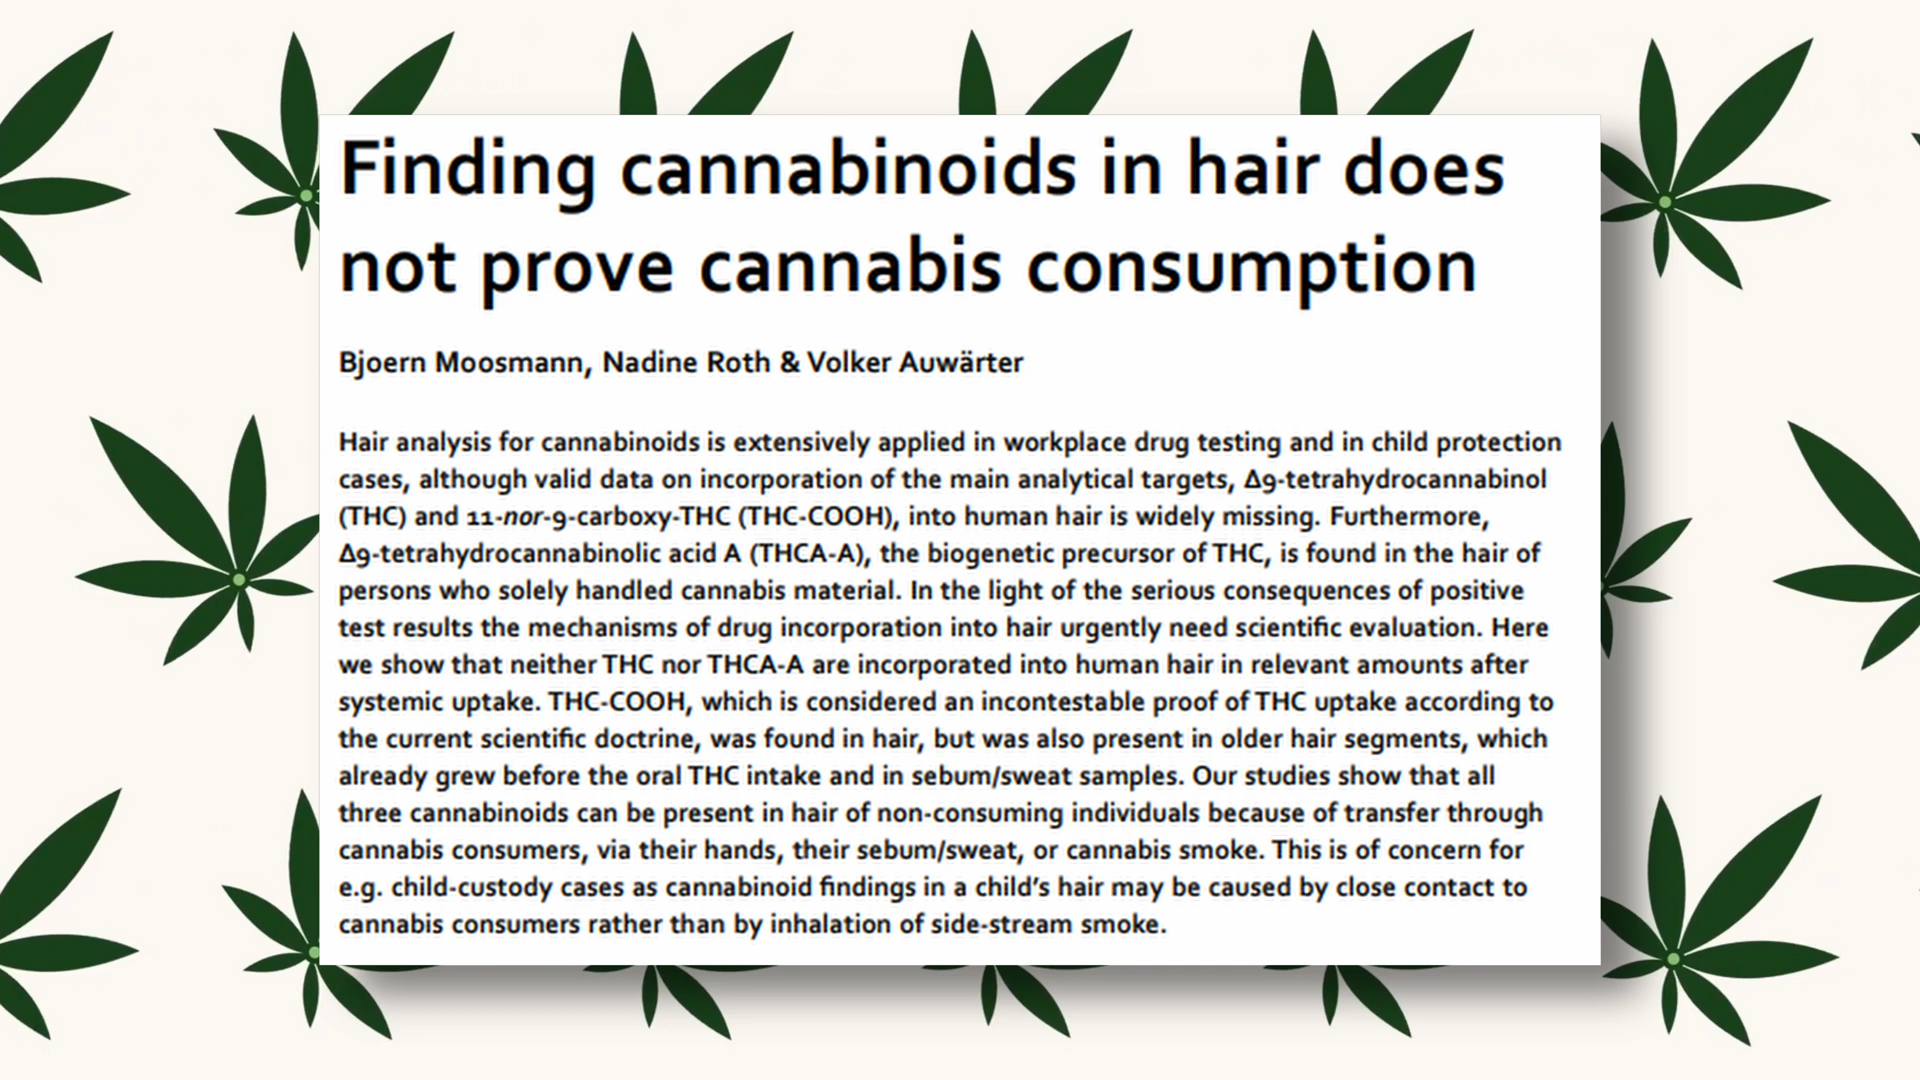 Finding cannabinoids in hair does
not prove cannabis consumption
Bjoern Moosmann, Nadine Roth & Volker Auwärter
Hair analysis for cannabinoids is extensively applied in workplace drug testing and in child protection
cases, although valid data on incorporation of the main analytical targets, Δ9-tetrahydrocannabinol
(THC) and 11-nor-9-carboxy-THC (THC-COOH), into human hair is widely missing. Furthermore,
Δ9-tetrahydrocannabinolic acid A (THCA-A), the biogenetic precursor of THC, is found in the hair of
persons who solely handled cannabis material. In the light of the serious consequences of positive
test results the mechanisms of drug incorporation into hair urgently need scientific evaluation. Here
we show that neither THC nor THCA-A are incorporated into human hair in relevant amounts after
systemic uptake. THC-COOH, which is considered an incontestable proof of THC uptake according to
the current scientific doctrine, was found in hair, but was also present in older hair segments, which
already grew before the oral THC intake and in sebum/sweat samples. Our studies show that all
three cannabinoids can be present in hair of non-consuming individuals because of transfer through
cannabis consumers, via their hands, their sebum/sweat, or cannabis smoke. This is of concern for
e.g. child-custody cases as cannabinoid findings in a child’s hair may be caused by close contact to
cannabis consumers rather than by inhalation of side-stream smoke.